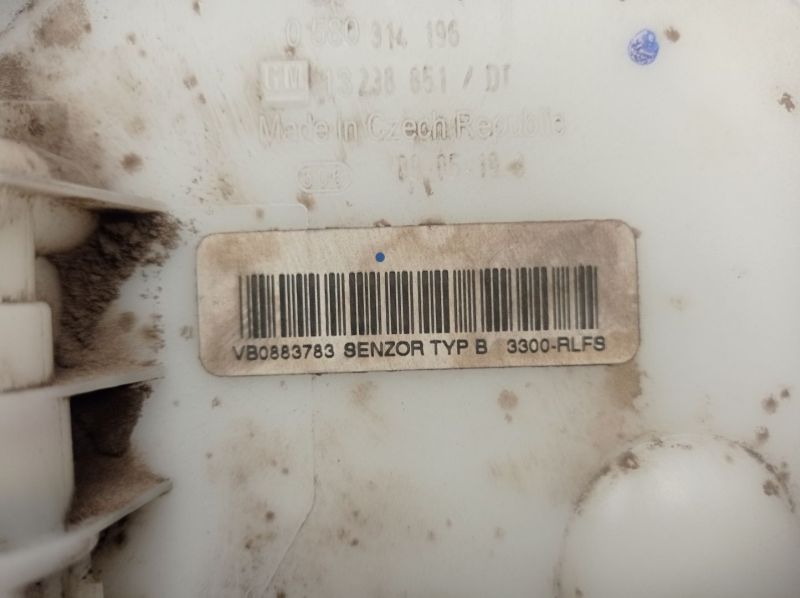 0 580 314 196
GM 13 238 651 / DT
Made in Czech Republic
VB0883783 SENZOR TYP B 3300-RLFS